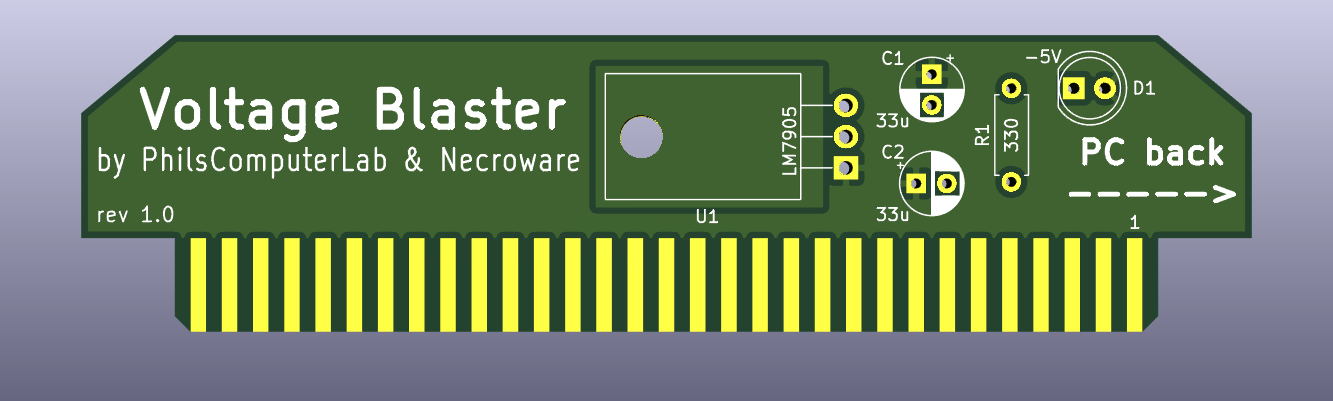 Voltage Blaster
by PhilsComputerLab & Necroware
rev 1.0
LM7905
U1
C1
+
33u
C2
+
33u
R1
330
-5V
D1
PC back
1